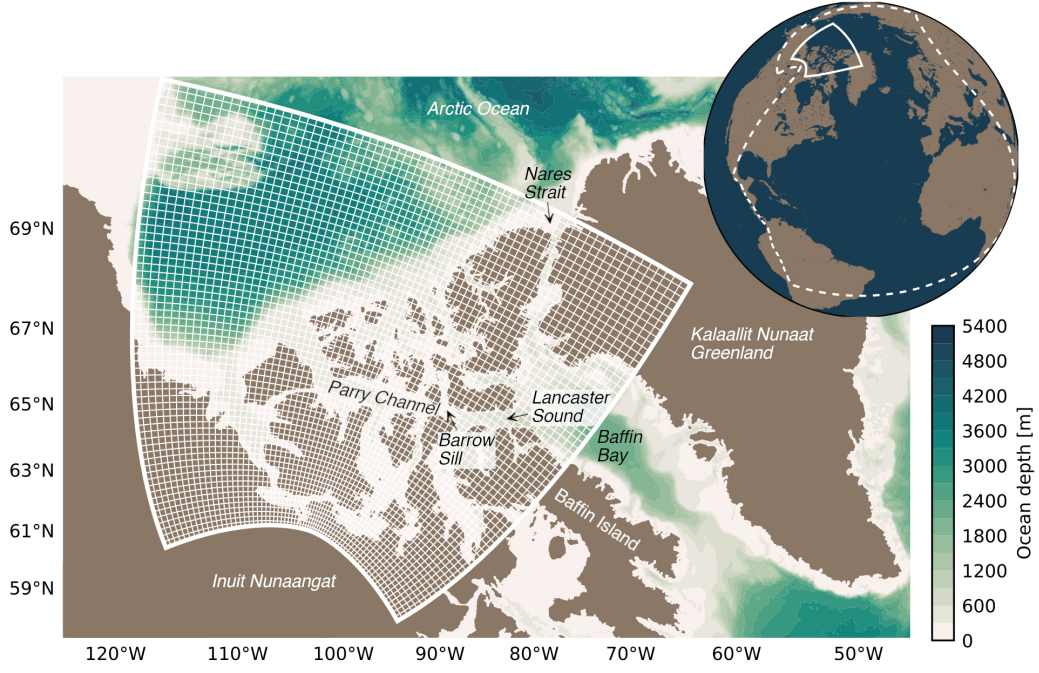 Arctic Ocean
Nares
Strait
69°N
67°N
65°N
63°N
61°N
59°N
Kalaallit Nunaat
Greenland
Parry Channel
Lancaster
Sound
Barrow
Sill
Baffin
Bay
Baffin Island
Inuit Nunaangat
120°W
110°W
100°W
90°W
80°W
70°W
60°W
50°W
5400
4800
4200
3600
3000
2400
1800
1200
600
0
Ocean depth [m]